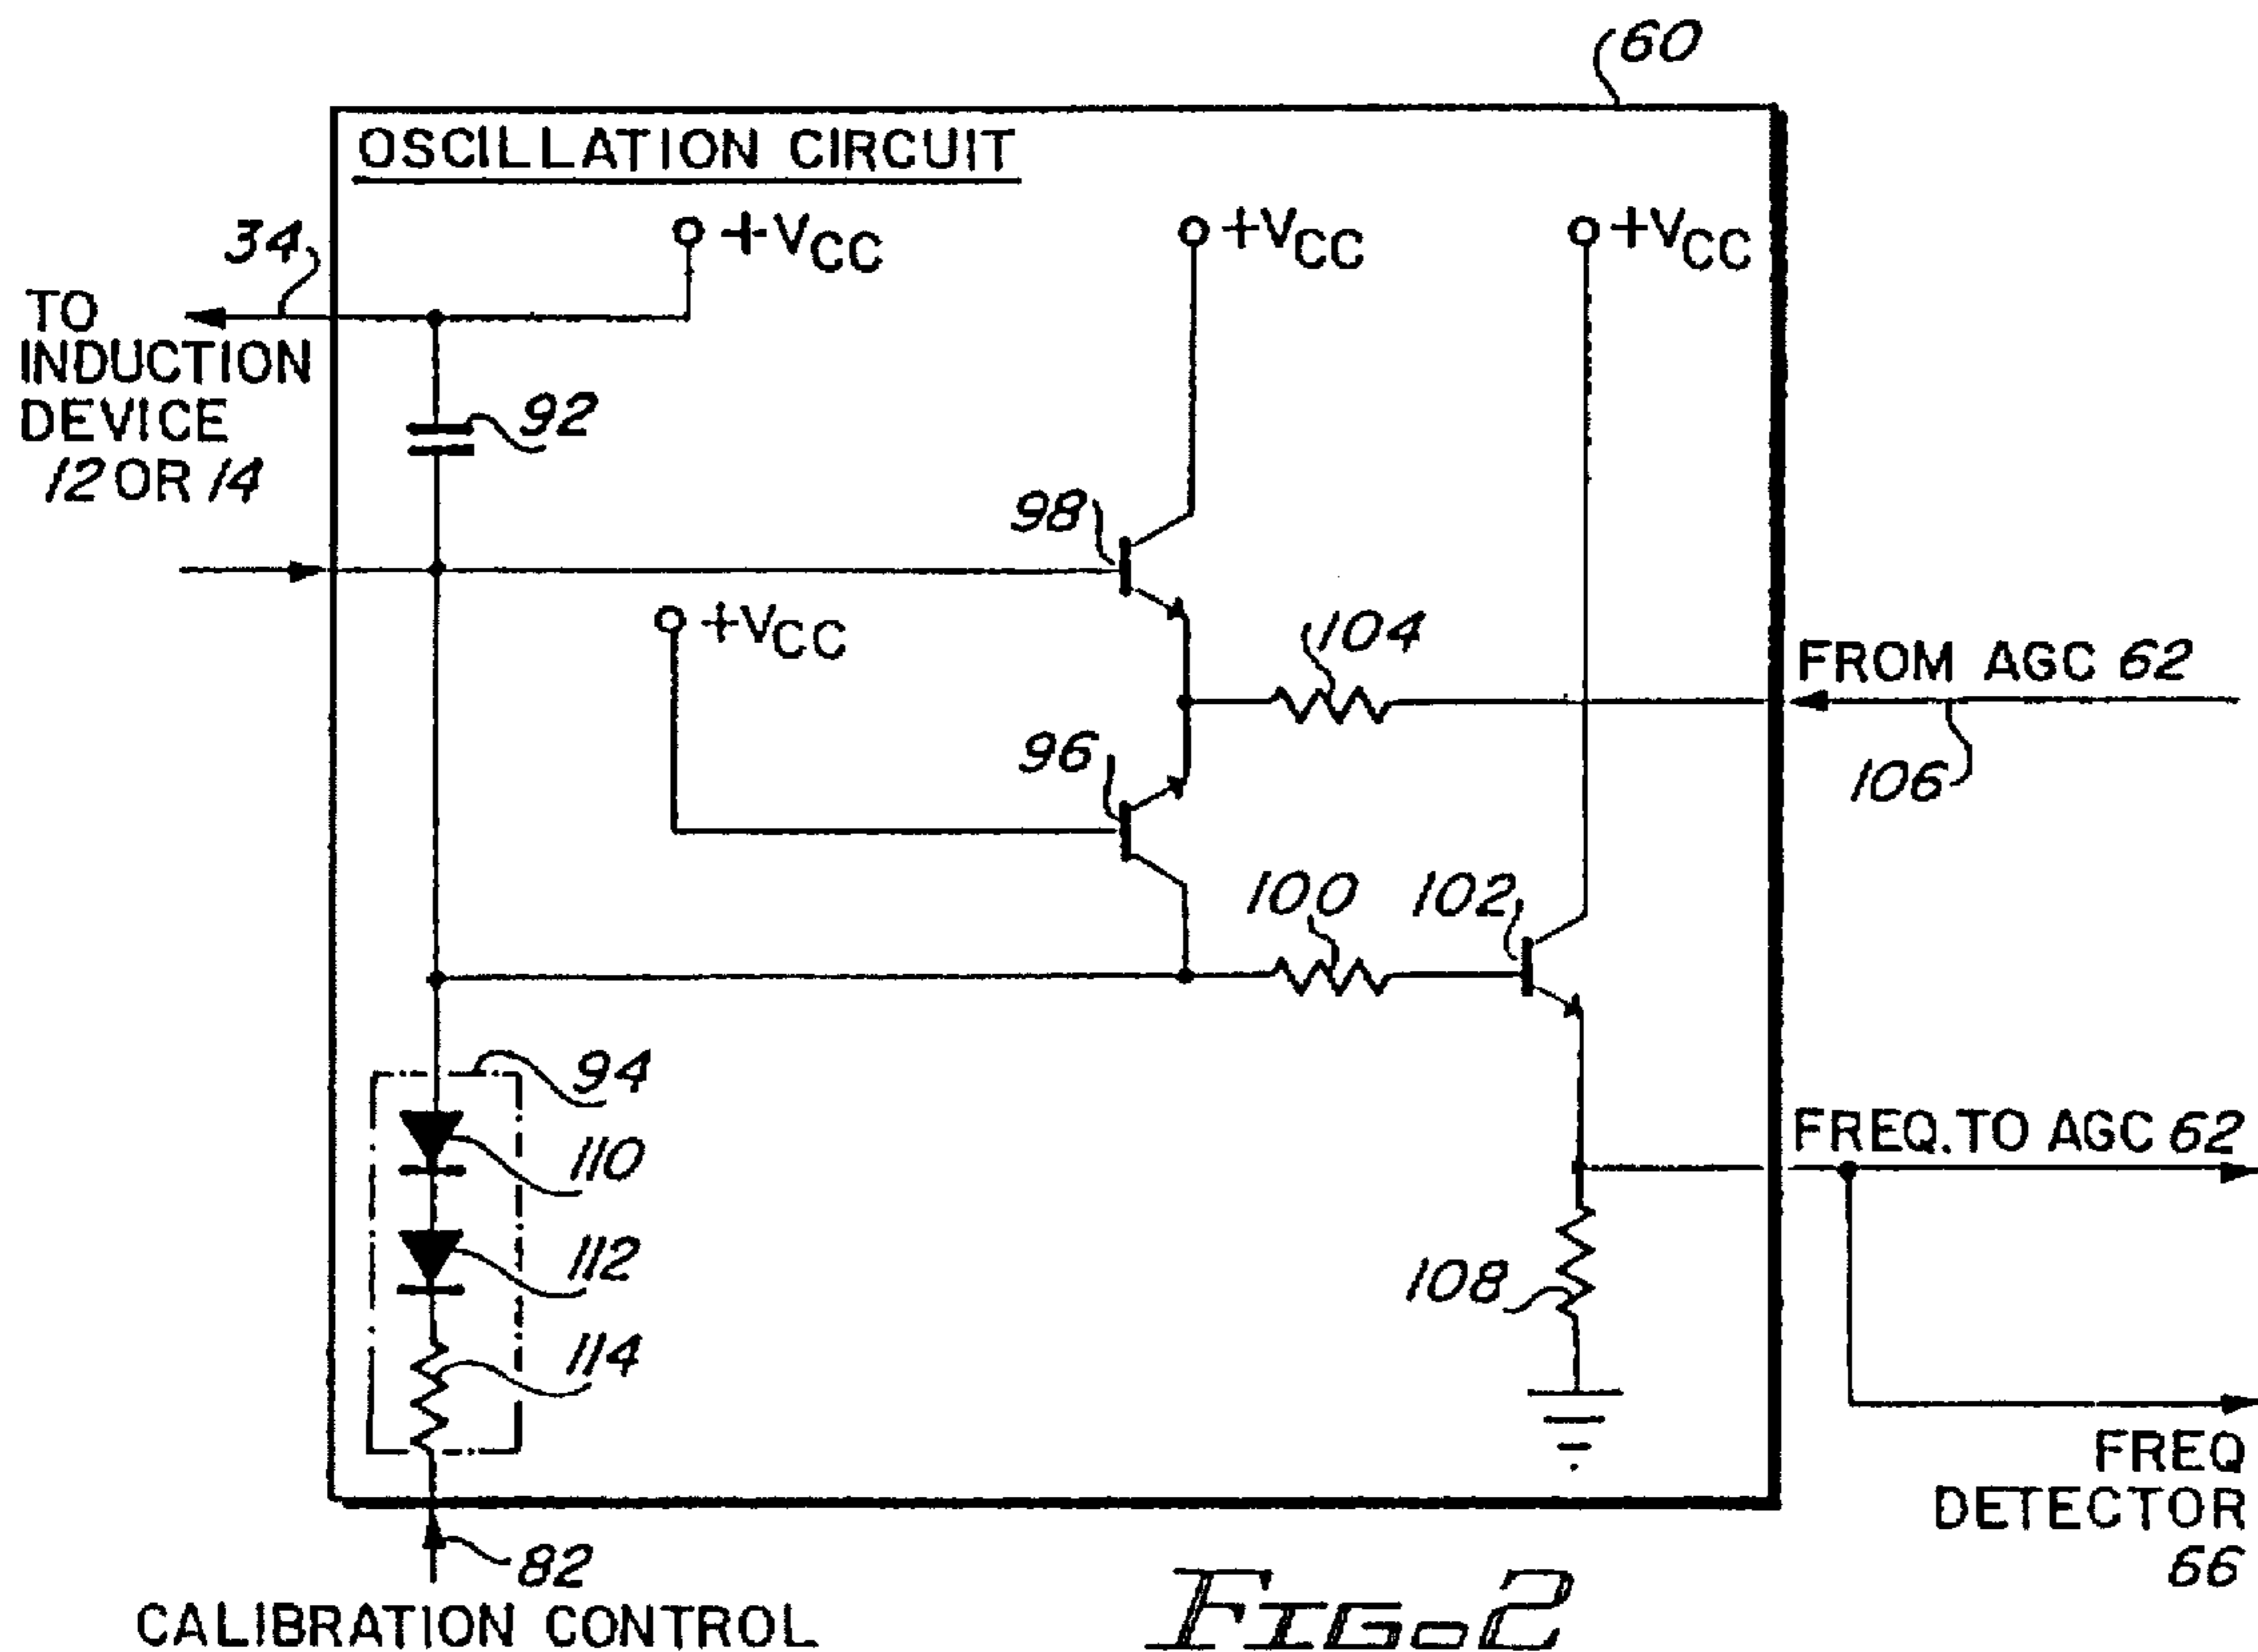 60
OSCILLATION CIRCUIT
34
+VCC
+VCC
+VCC
TO
INDUCTION
DEVICE
12 OR 14
92
98
+VCC
104
FROM AGC 62
96
106
100
102
94
110
FREQ. TO AGC 62
112
108
114
FREQ
DETECTOR
66
82
CALIBRATION CONTROL
FIG. 2